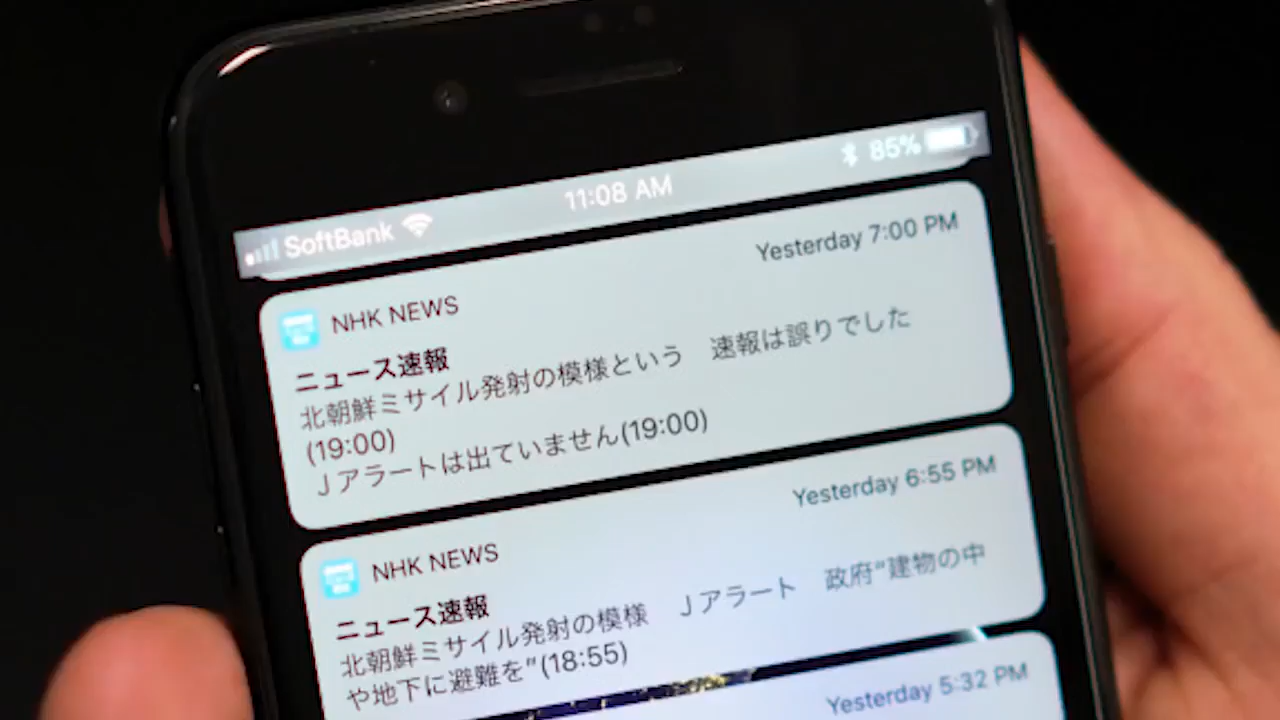 SoftBank 11:08 AM 85%
NHK NEWS Yesterday 7:00 PM
ニュース速報
北朝鮮ミサイル発射の模様という　速報は誤りでした
(19:00)
Ｊアラートは出ていません(19:00)
NHK NEWS Yesterday 6:55 PM
ニュース速報
北朝鮮ミサイル発射の模様　Ｊアラート　政府“建物の中
や地下に避難を”(18:55)
Yesterday 5:32 PM